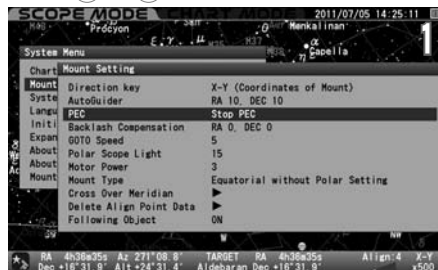 SCOPE MODE CHART MODE 2011/07/05 14:25:11
Procyon Menkalinan 1
ε.γ. μ M37 α
η Capella
System Menu
Chart Mount Setting
Mount Direction key X-Y (Coordinates of Mount)
Syste AutoGuider RA 10, DEC 10
Langu PEC Stop PEC
Initi Backlash Compensation RA 0, DEC 0
Expan GOTO Speed 5
About Polar Scope Light 15
About Motor Power 3
Mount Mount Type Equatorial without Polar Setting
Cross Over Meridian ▶
Delete Align Point Data ▶
Following Object ON
W NW
RA 4h36m35s Az 271°08.8' TARGET RA 4h36m35s Align:4 X-Y
Dec +16°31.9' Alt +24°31.4' Aldebaran Dec +16°31.9' x500